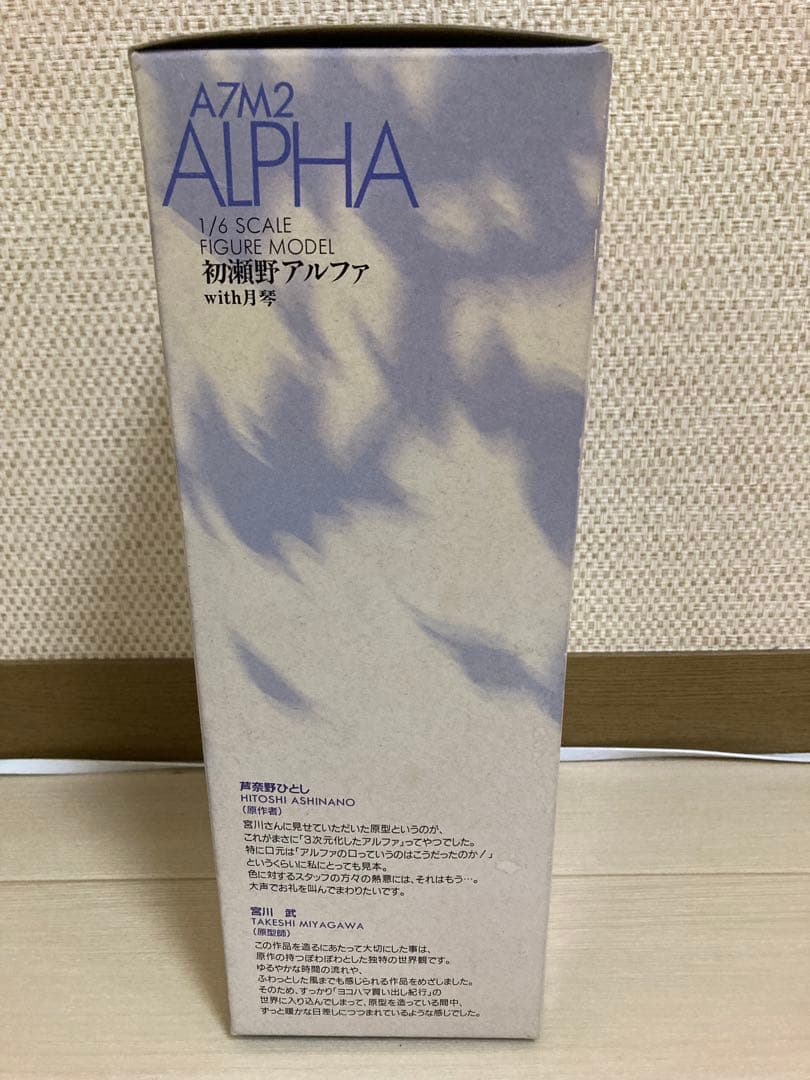 A7M2
ALPHA
1/6 SCALE
FIGURE MODEL
初瀬野アルファ
with月琴
芦奈野ひとし
HITOSHI ASHINANO
(原作者)
宮川さんに見せていただいた原型というのが、
これがまさに「3次元化したアルファ」ってやつでした。
特に口元は「アルファの口っていうのはこうだったのか!」
というくらいに私にとっても見本。
色に対するスタッフの方々の熱意には、それはもう…。
大声でお礼を叫んでまわりたいです。
宮川 武
TAKESHI MIYAGAWA
(原型師)
この作品を造るにあたって大切にした事は、
原作の持つぽわぽわとした独特の世界観です。
ゆるやかな時間の流れや、
ふわっとした風までも感じられる作品をめざしました。
そのため、すっかり「ヨコハマ買い出し紀行」の
世界に入り込んでしまって、原型を造っている間中、
ずっと暖かな日差しにつつまれているような感じでした。